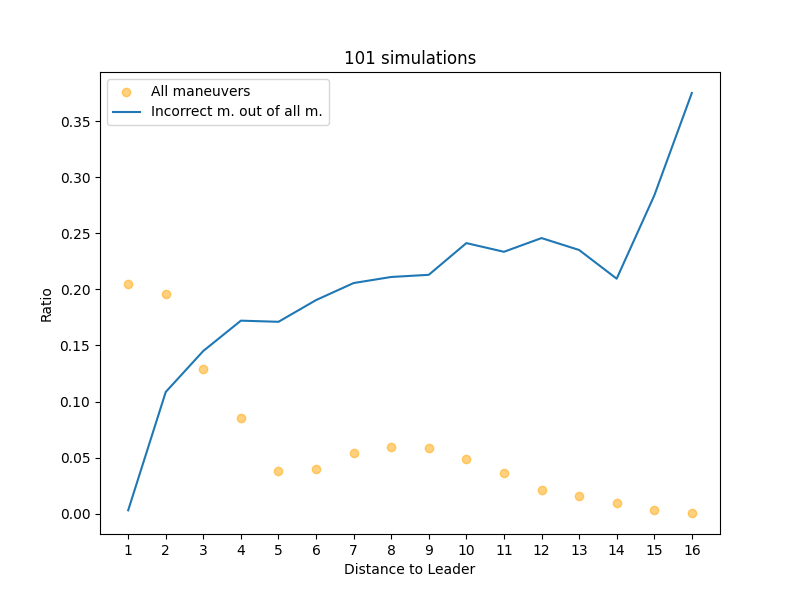 101 simulations
All maneuvers
Incorrect m. out of all m.
Ratio
0.35
0.30
0.25
0.20
0.15
0.10
0.05
0.00
1 2 3 4 5 6 7 8 9 10 11 12 13 14 15 16
Distance to Leader